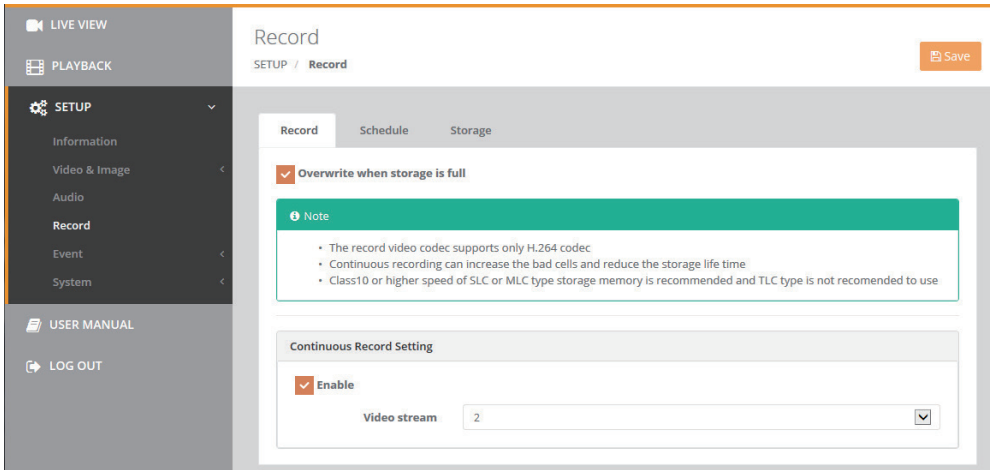 LIVE VIEW
PLAYBACK
SETUP
Information
Video & Image
Audio
Record
Event
System
USER MANUAL
LOG OUT
Record
SETUP / Record
Save
Record Schedule Storage
Overwrite when storage is full
Note
• The record video codec supports only H.264 codec
• Continuous recording can increase the bad cells and reduce the storage life time
• Class10 or higher speed of SLC or MLC type storage memory is recommended and TLC type is not recomended to use
Continuous Record Setting
Enable
Video stream 2